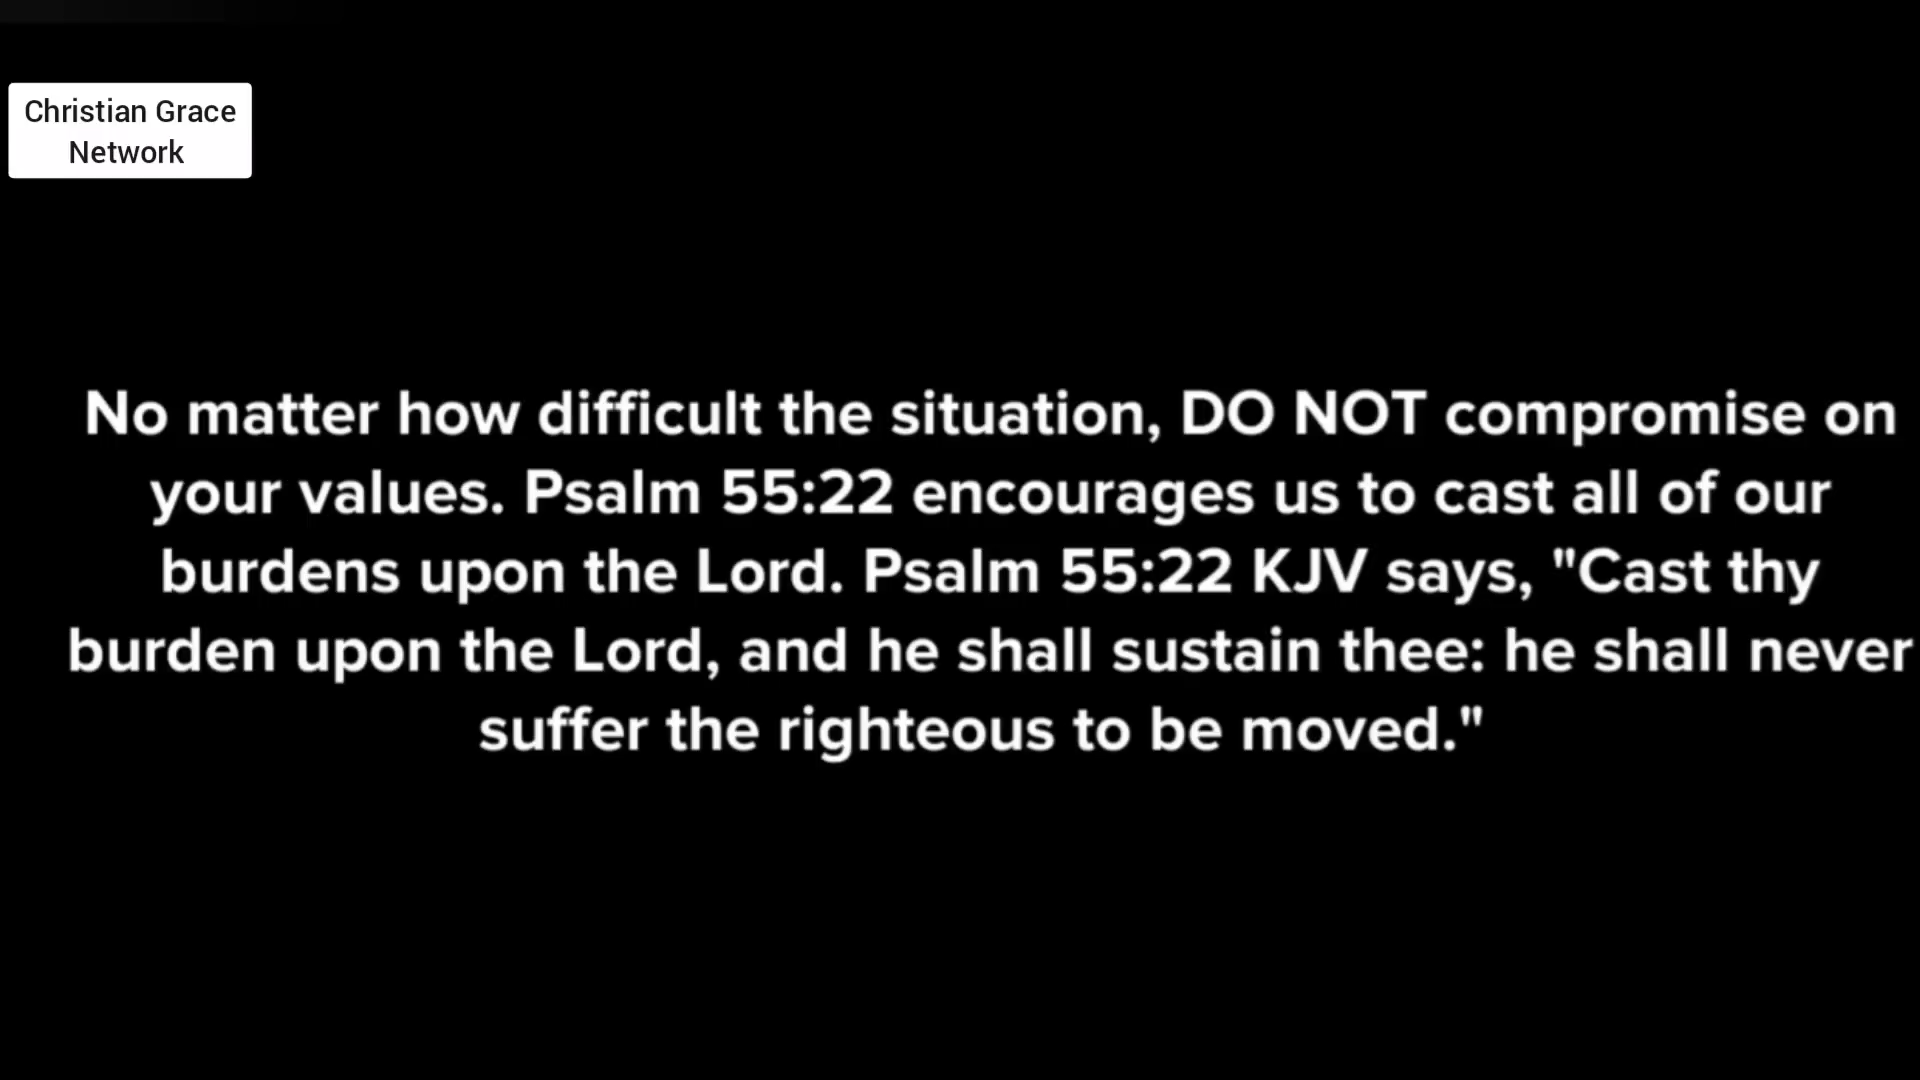 Christian Grace
Network
No matter how difficult the situation, DO NOT compromise on
your values. Psalm 55:22 encourages us to cast all of our
burdens upon the Lord. Psalm 55:22 KJV says, "Cast thy
burden upon the Lord, and he shall sustain thee: he shall never
suffer the righteous to be moved."